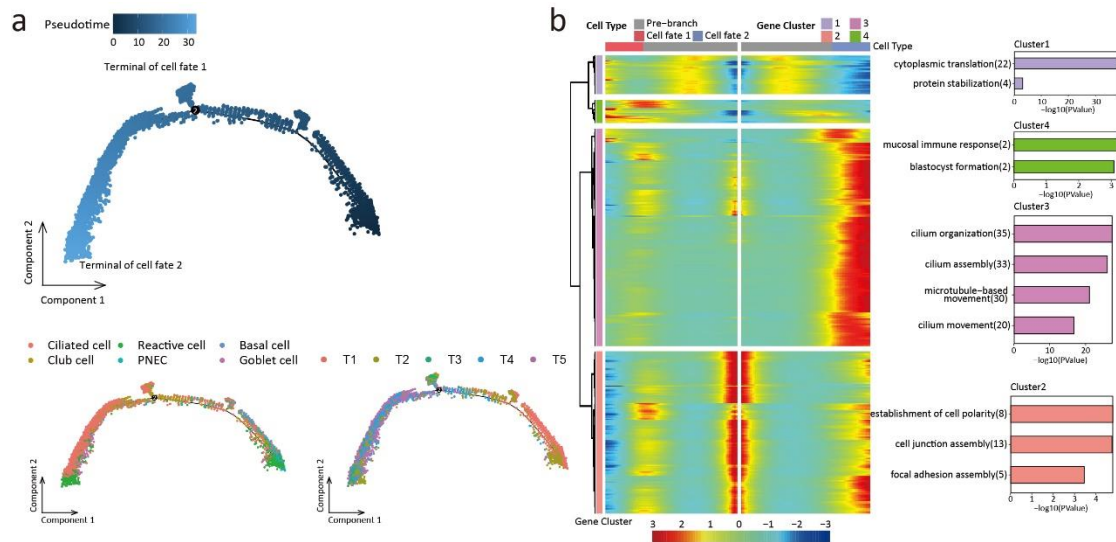 a
Pseudotime
0 10 20 30
Terminal of cell fate 1
2
Terminal of cell fate 2
Component 2
Component 1
Ciliated cell
Reactive cell
Basal cell
Club cell
PNEC
Goblet cell
T1
T2
T3
T4
T5
2
Component 2
Component 1
2
Component 2
Component 1
b
Cell Type
Pre-branch
Cell fate 1
Cell fate 2
Gene Cluster
1
3
2
4
Cell Type
Gene Cluster
3 2 1 0 -1 -2 -3
Cluster1
cytoplasmic translation(22)
protein stabilization(4)
0 10 20 30
-log10(PValue)
Cluster4
mucosal immune response(2)
blastocyst formation(2)
0 1 2 3
-log10(PValue)
Cluster3
cilium organization(35)
cilium assembly(33)
microtubule-based
movement(30)
cilium movement(20)
0 10 20
-log10(PValue)
Cluster2
establishment of cell polarity(8)
cell junction assembly(13)
focal adhesion assembly(5)
0 1 2 3 4
-log10(PValue)